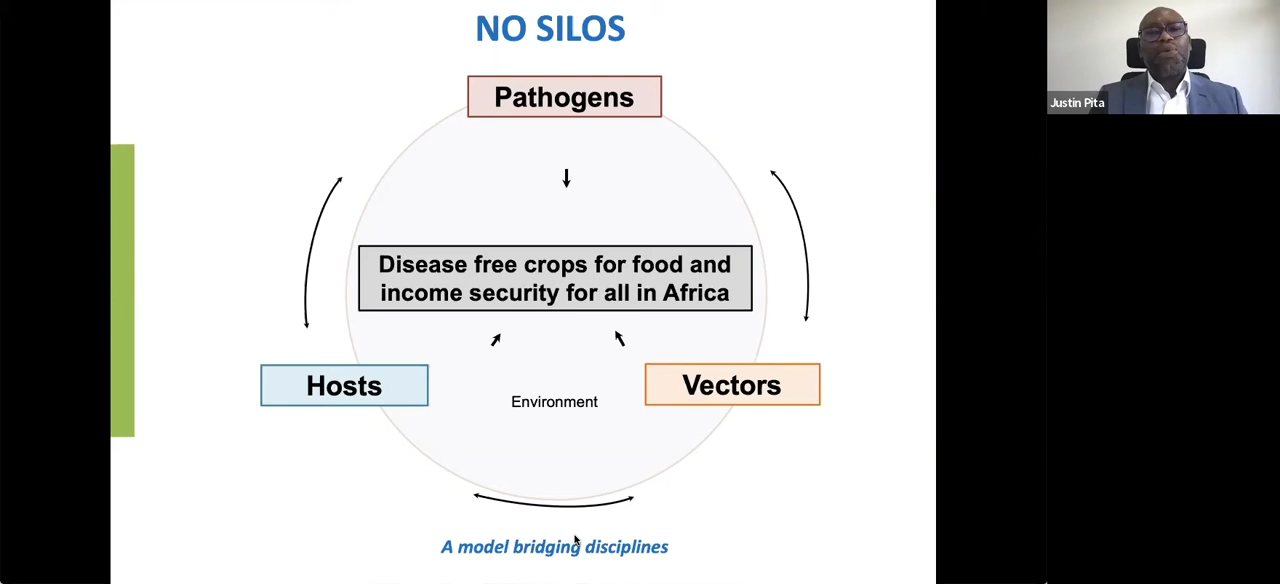 NO SILOS
Pathogens
Justin Pita
Disease free crops for food and
income security for all in Africa
Hosts
Vectors
Environment
A model bridging disciplines